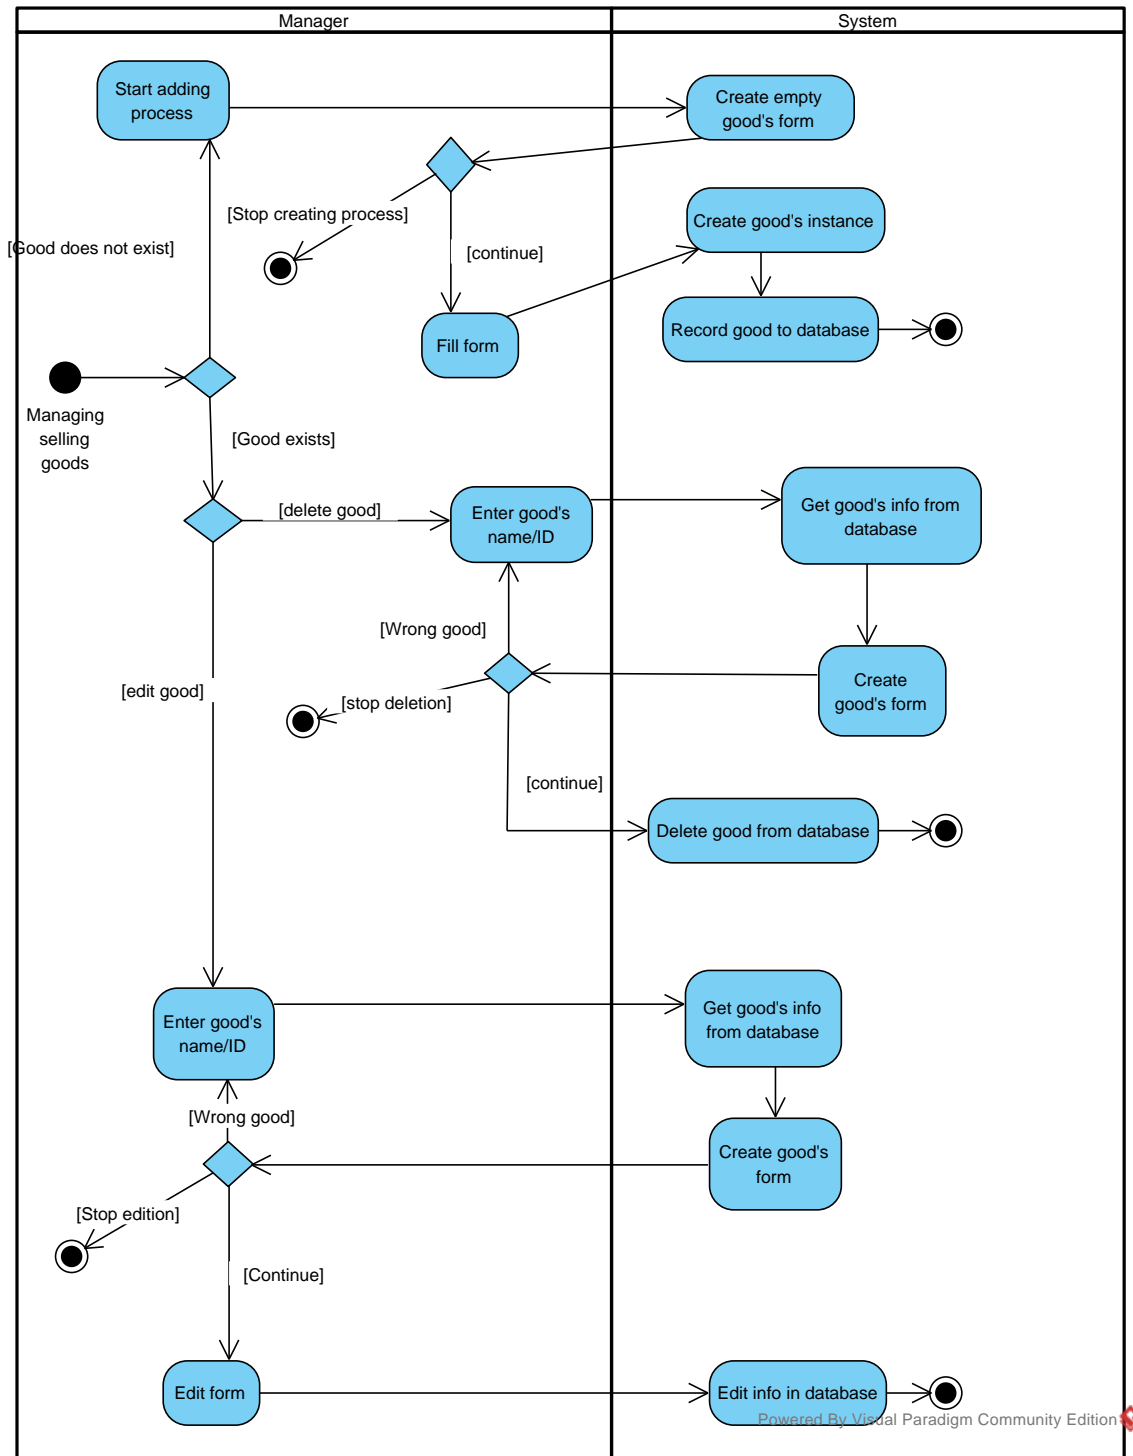 Manager
System
Start adding
process
Create empty
good's form
[Stop creating process]
[continue]
Create good's instance
[Good does not exist]
Fill form
Record good to database
Managing
selling
goods
[Good exists]
[delete good]
Enter good's
name/ID
Get good's info from
database
[Wrong good]
[edit good]
[stop deletion]
Create
good's form
[continue]
Delete good from database
Enter good's
name/ID
Get good's info
from database
[Wrong good]
Create good's
form
[Stop edition]
[Continue]
Edit form
Edit info in database
Powered By Visual Paradigm Community Edition